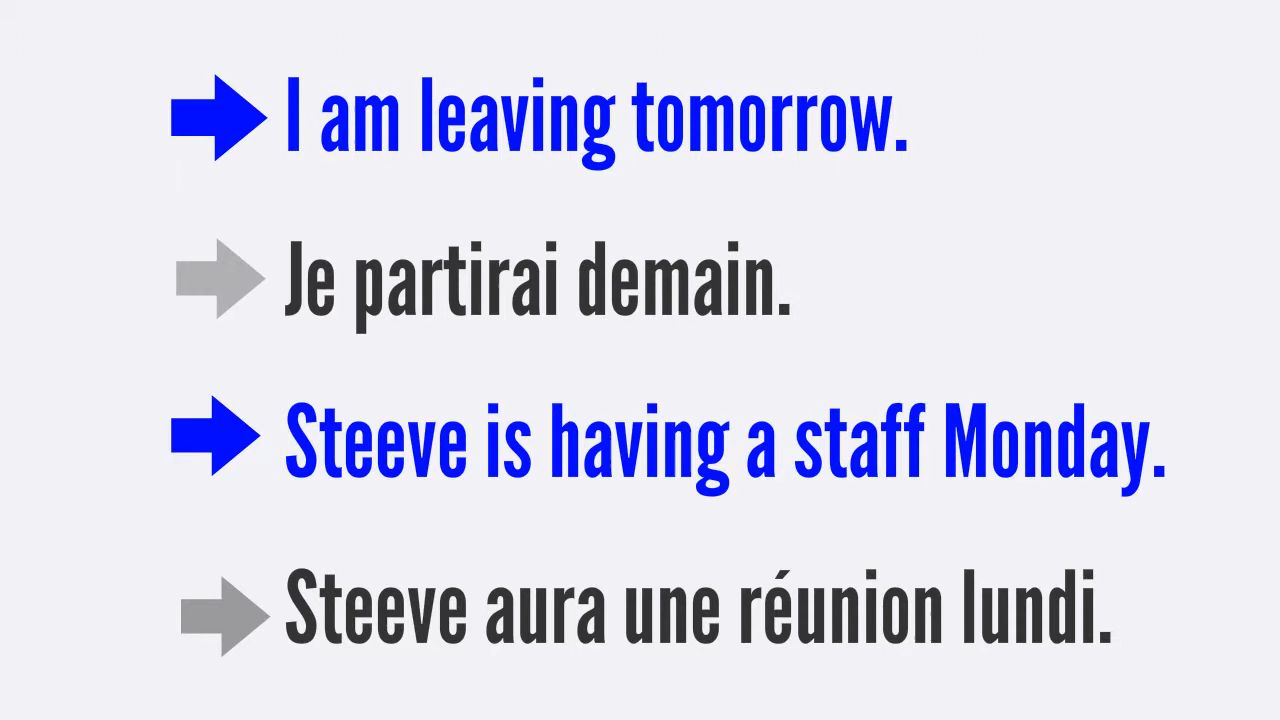 I am leaving tomorrow.
Je partirai demain.
Steeve is having a staff Monday.
Steeve aura une réunion lundi.